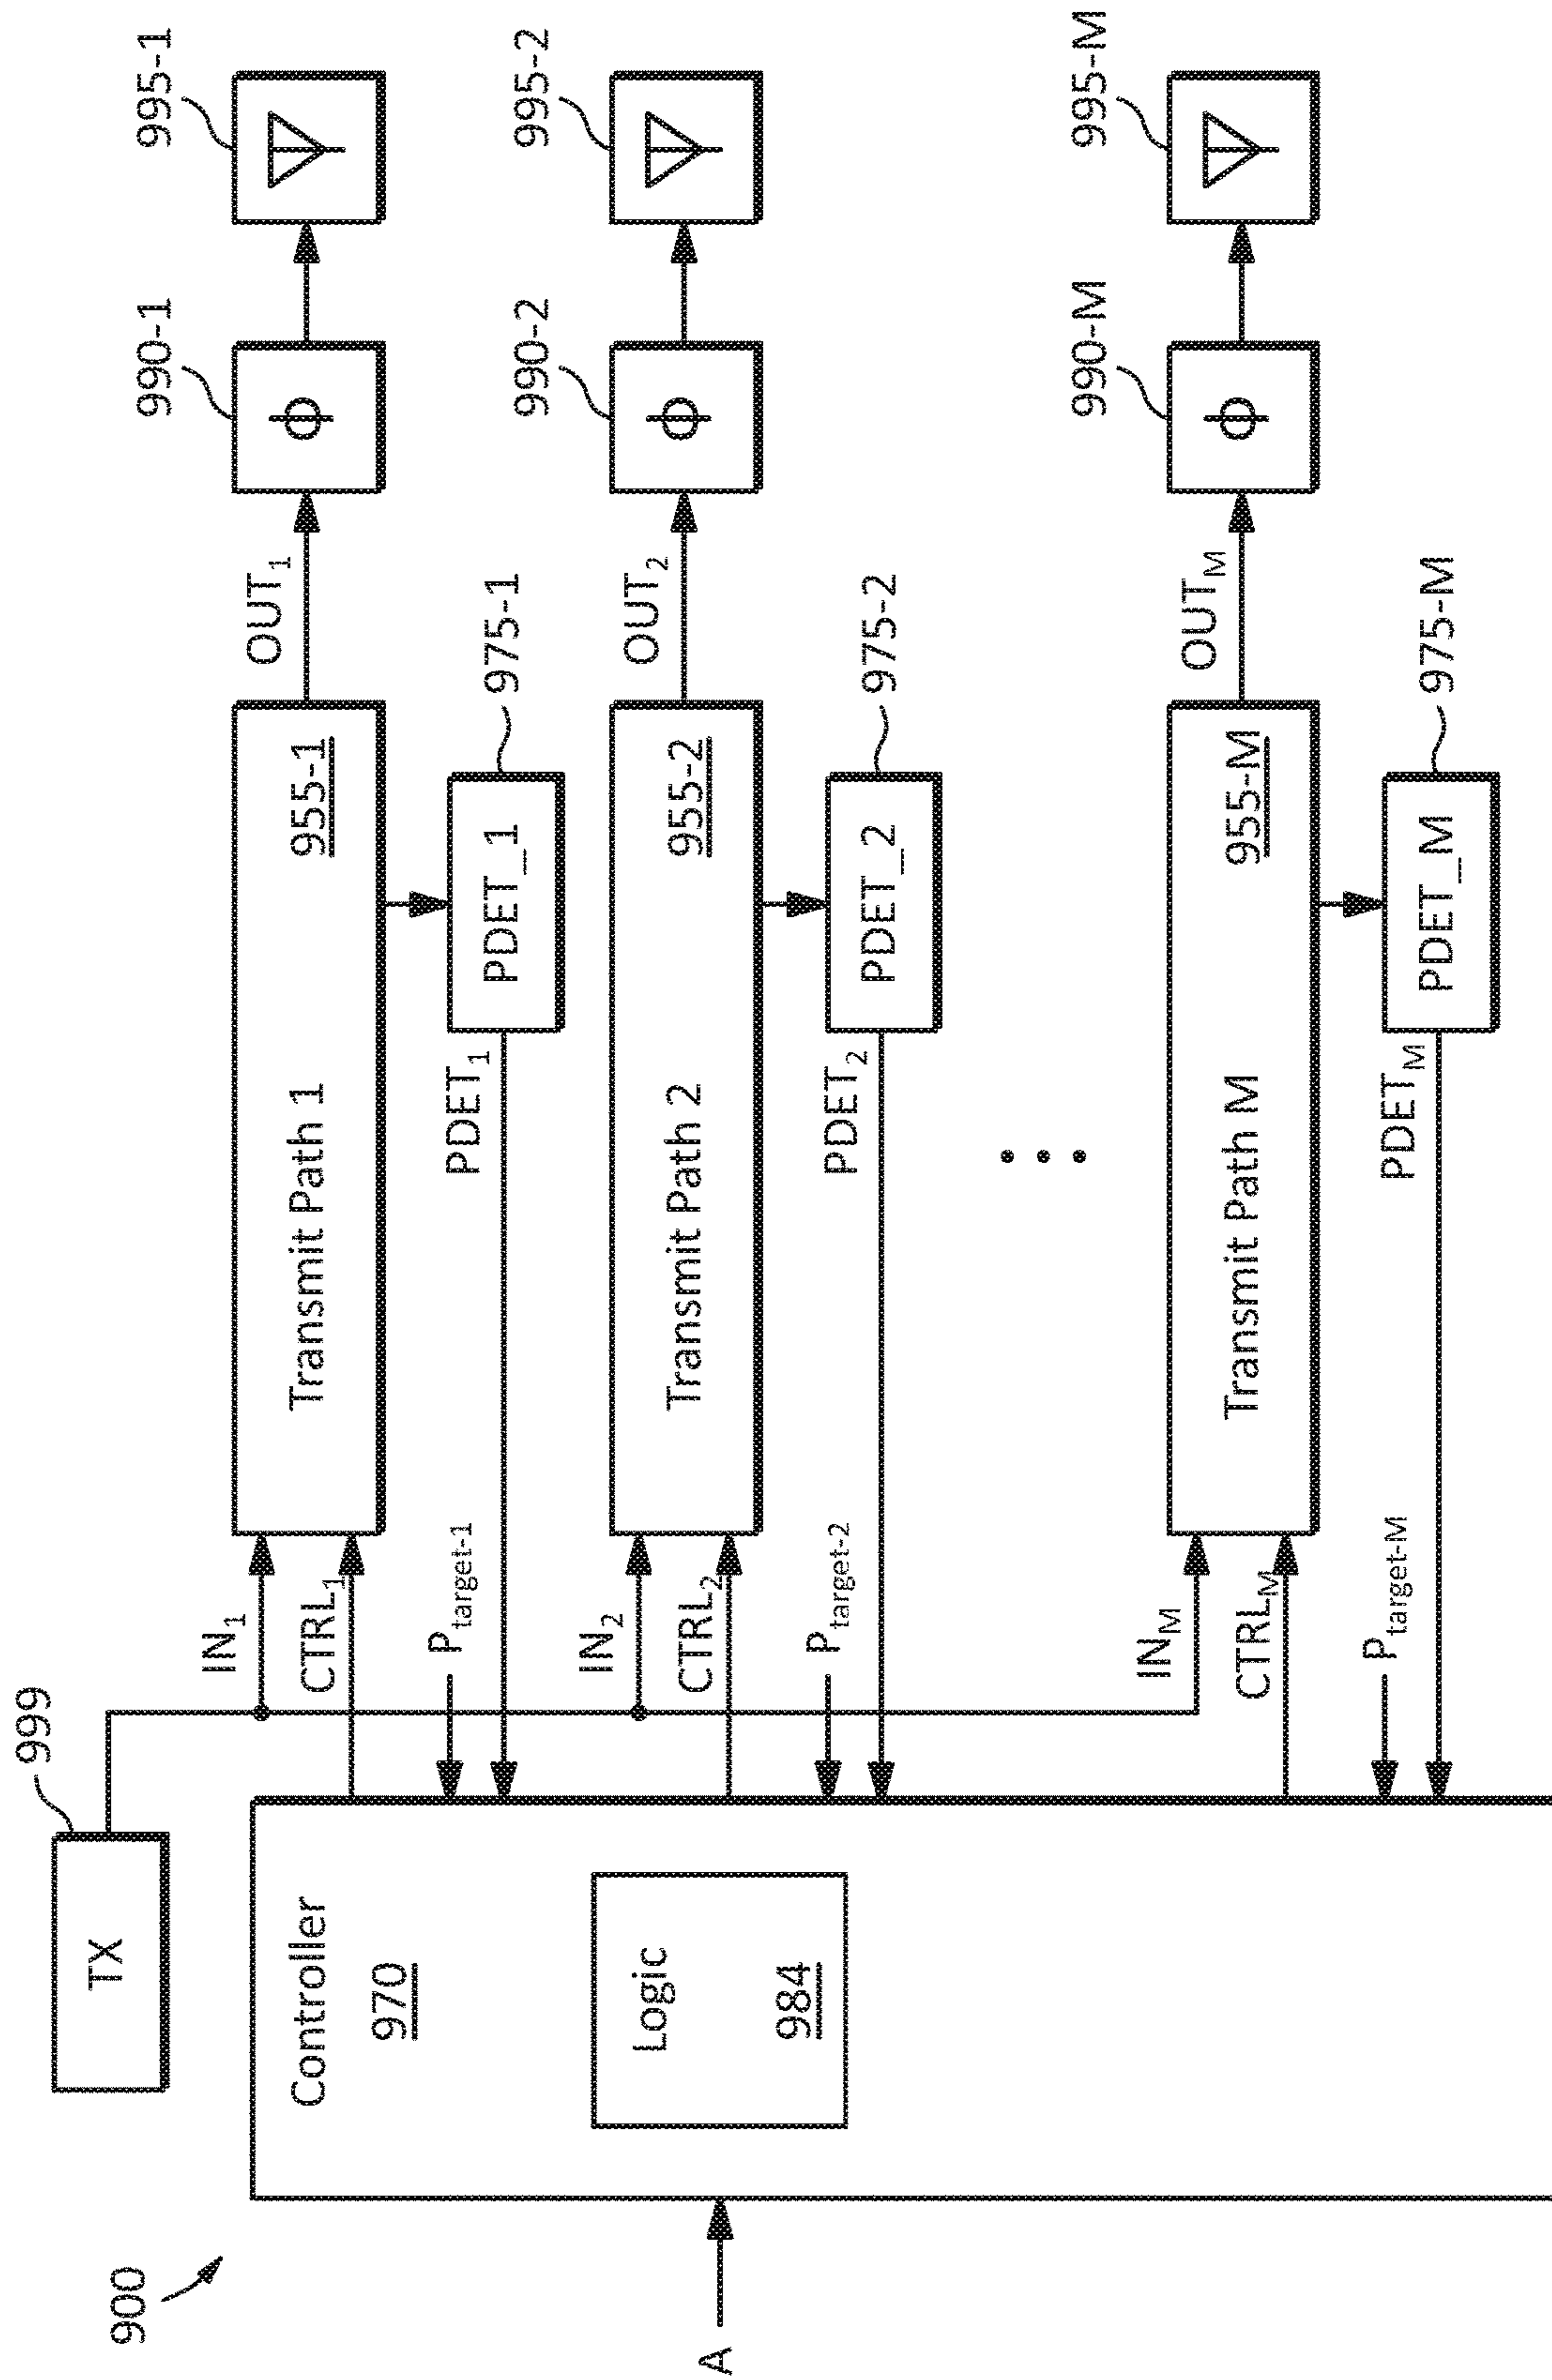 900
TX
999
A
Controller
970
Logic
984
IN1
CTRL1
Ptarget-1
Transmit Path 1
955-1
OUT1
990-1
ϕ
995-1
PDET1
PDET_1
975-1
IN2
CTRL2
Ptarget-2
Transmit Path 2
955-2
OUT2
990-2
ϕ
995-2
PDET2
PDET_2
975-2
INM
CTRLM
Ptarget-M
Transmit Path M
955-M
OUTM
990-M
ϕ
995-M
PDETM
PDET_M
975-M